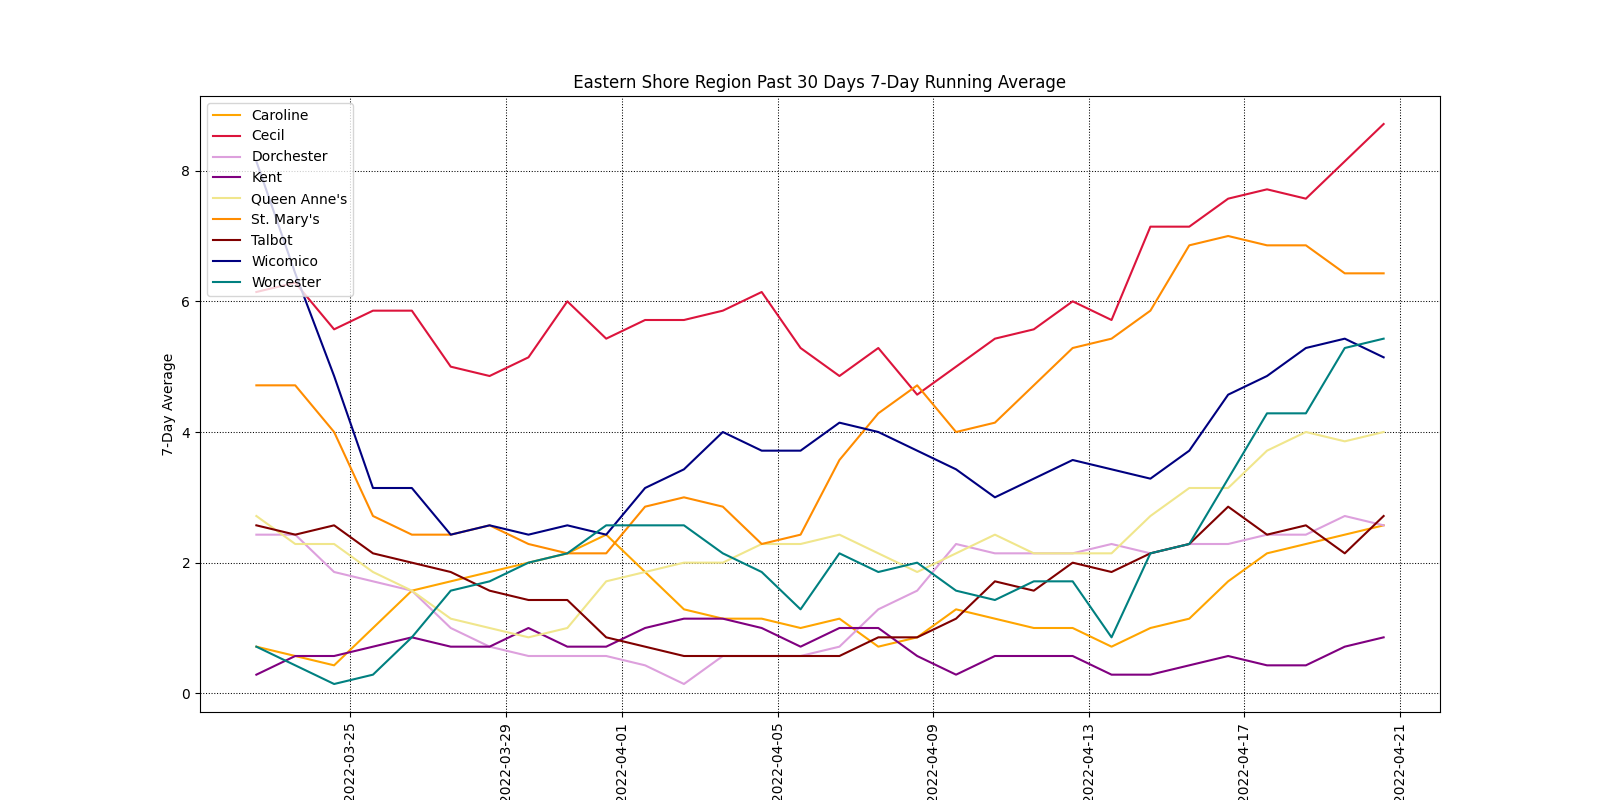 Eastern Shore Region Past 30 Days 7-Day Running Average
Caroline
Cecil
Dorchester
Kent
Queen Anne's
St. Mary's
Talbot
Wicomico
Worcester
8
6
4
2
0
7-Day Average
2022-03-25
2022-03-29
2022-04-01
2022-04-05
2022-04-09
2022-04-13
2022-04-17
2022-04-21